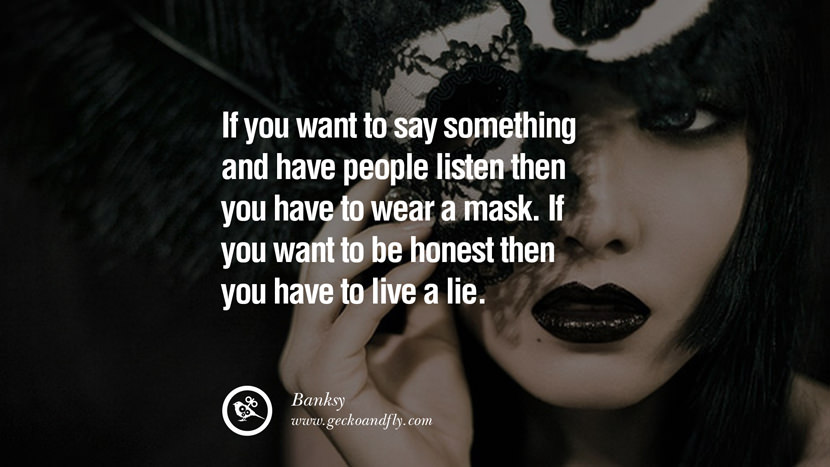 If you want to say something
and have people listen then
you have to wear a mask. If
you want to be honest then
you have to live a lie.
Banksy
www.geckoandfly.com